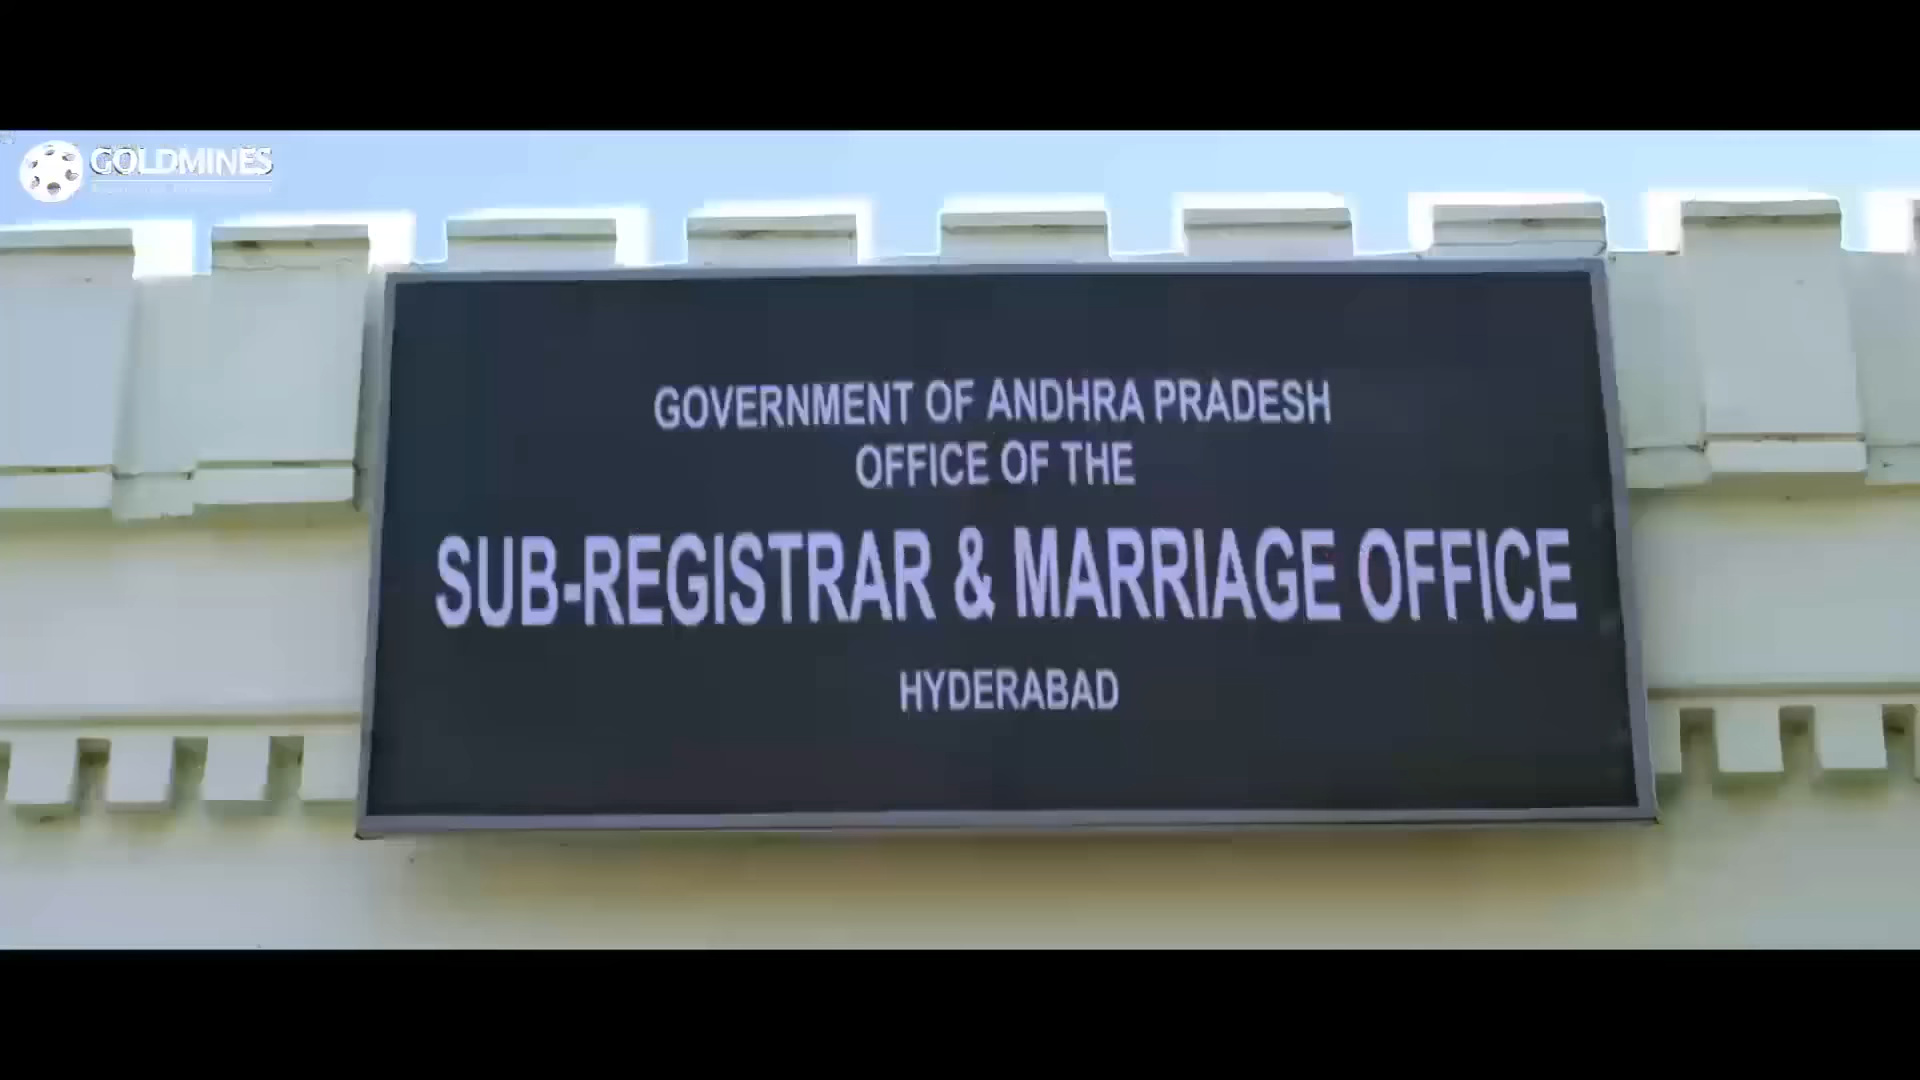 GOLDMINES
GOVERNMENT OF ANDHRA PRADESH
OFFICE OF THE
SUB-REGISTRAR & MARRIAGE OFFICE
HYDERABAD